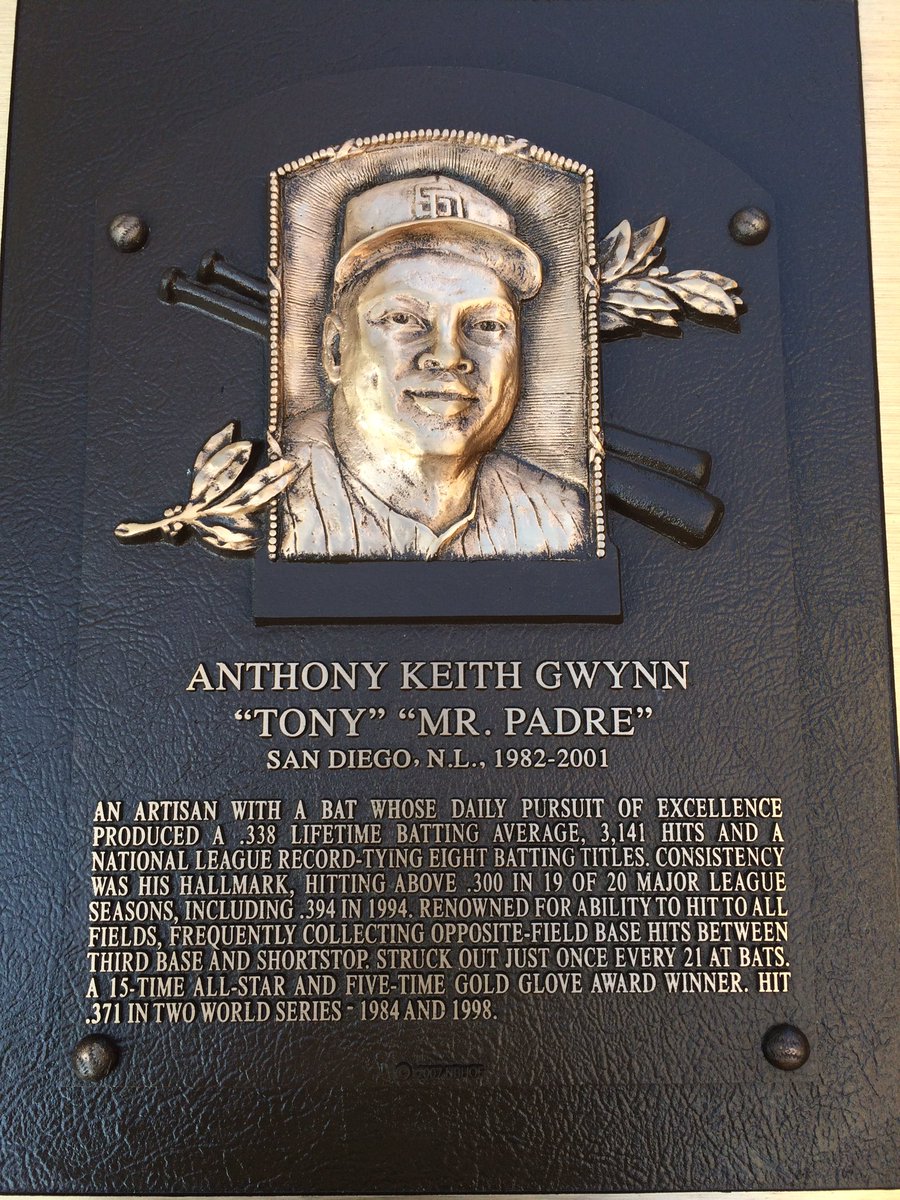 SD
ANTHONY KEITH GWYNN
“TONY” “MR. PADRE”
SAN DIEGO, N.L., 1982-2001
AN ARTISAN WITH A BAT WHOSE DAILY PURSUIT OF EXCELLENCE
PRODUCED A .338 LIFETIME BATTING AVERAGE, 3,141 HITS AND A
NATIONAL LEAGUE RECORD-TYING EIGHT BATTING TITLES. CONSISTENCY
WAS HIS HALLMARK, HITTING ABOVE .300 IN 19 OF 20 MAJOR LEAGUE
SEASONS, INCLUDING .394 IN 1994. RENOWNED FOR ABILITY TO HIT TO ALL
FIELDS, FREQUENTLY COLLECTING OPPOSITE-FIELD BASE HITS BETWEEN
THIRD BASE AND SHORTSTOP. STRUCK OUT JUST ONCE EVERY 21 AT BATS.
A 15-TIME ALL-STAR AND FIVE-TIME GOLD GLOVE AWARD WINNER. HIT
.371 IN TWO WORLD SERIES - 1984 AND 1998.
© 2007 NBHOF